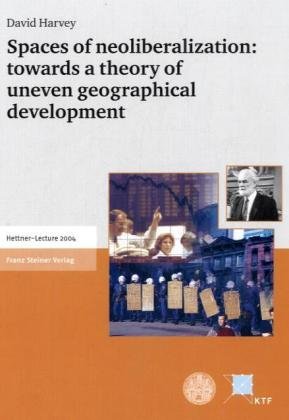 David Harvey
Spaces of neoliberalization:
towards a theory of
uneven geographical
development
Hettner-Lecture 2004
Franz Steiner Verlag
KTF